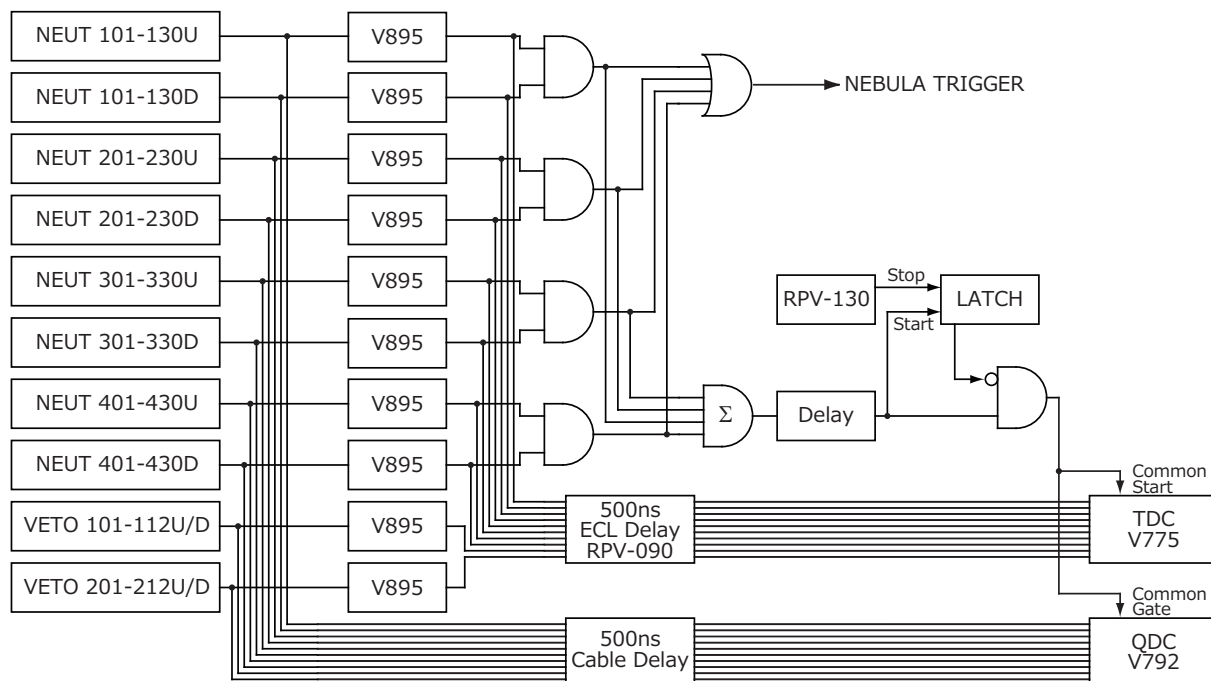 NEUT 101-130U
V895
NEBULA TRIGGER
NEUT 101-130D
V895
NEUT 201-230U
V895
NEUT 201-230D
V895
NEUT 301-330U
V895
Stop
RPV-130
LATCH
Start
NEUT 301-330D
V895
NEUT 401-430U
V895
Σ
Delay
NEUT 401-430D
V895
Common
Start
VETO 101-112U/D
V895
500ns
ECL Delay
RPV-090
TDC
V775
VETO 201-212U/D
V895
Common
Gate
500ns
Cable Delay
QDC
V792